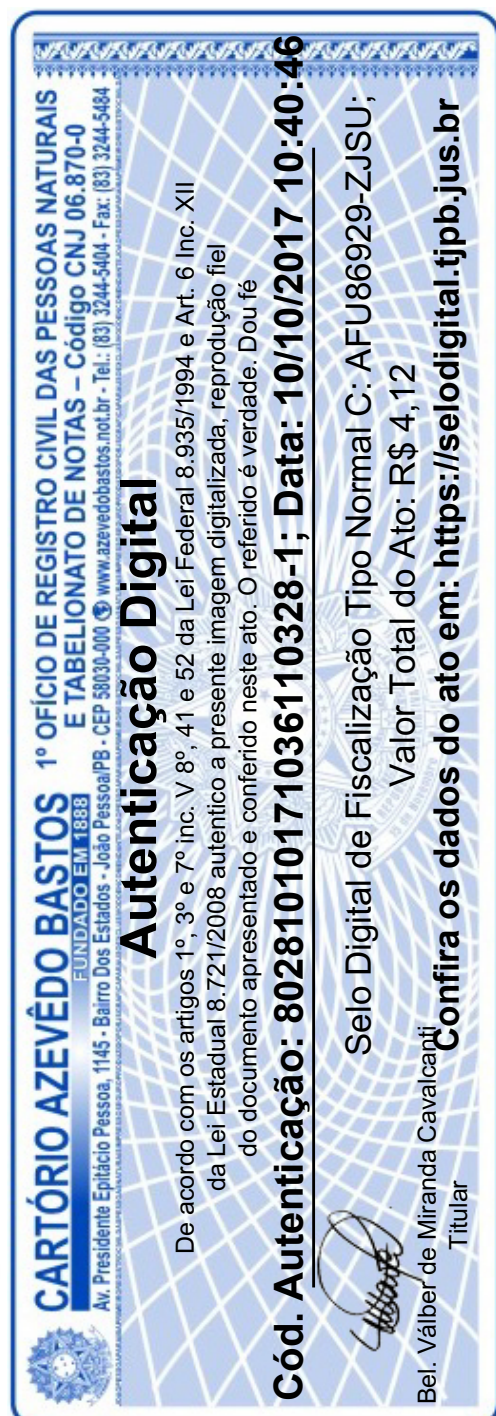 CARTÓRIO AZEVÊDO BASTOS
FUNDADO EM 1888
1º OFÍCIO DE REGISTRO CIVIL DAS PESSOAS NATURAIS
E TABELIONATO DE NOTAS – Código CNJ 06.870-0
Av. Presidente Epitácio Pessoa, 1145 - Bairro Dos Estados - João Pessoa/PB - CEP 58030-000 www.azevedobastos.not.br - Tel.: (83) 3244-5404 - Fax: (83) 3244-5484
Autenticação Digital
De acordo com os artigos 1º, 3º e 7º inc. V 8º, 41 e 52 da Lei Federal 8.935/1994 e Art. 6 Inc. XII
da Lei Estadual 8.721/2008 autentico a presente imagem digitalizada, reprodução fiel
do documento apresentado e conferido neste ato. O referido é verdade. Dou fé
Cód. Autenticação: 80281010171036110328-1; Data: 10/10/2017 10:40:46
Selo Digital de Fiscalização Tipo Normal C: AFU86929-ZJSU;
Valor Total do Ato: R$ 4,12
Bel. Válber de Miranda Cavalcanti
Titular
Confira os dados do ato em: https://selodigital.tjpb.jus.br